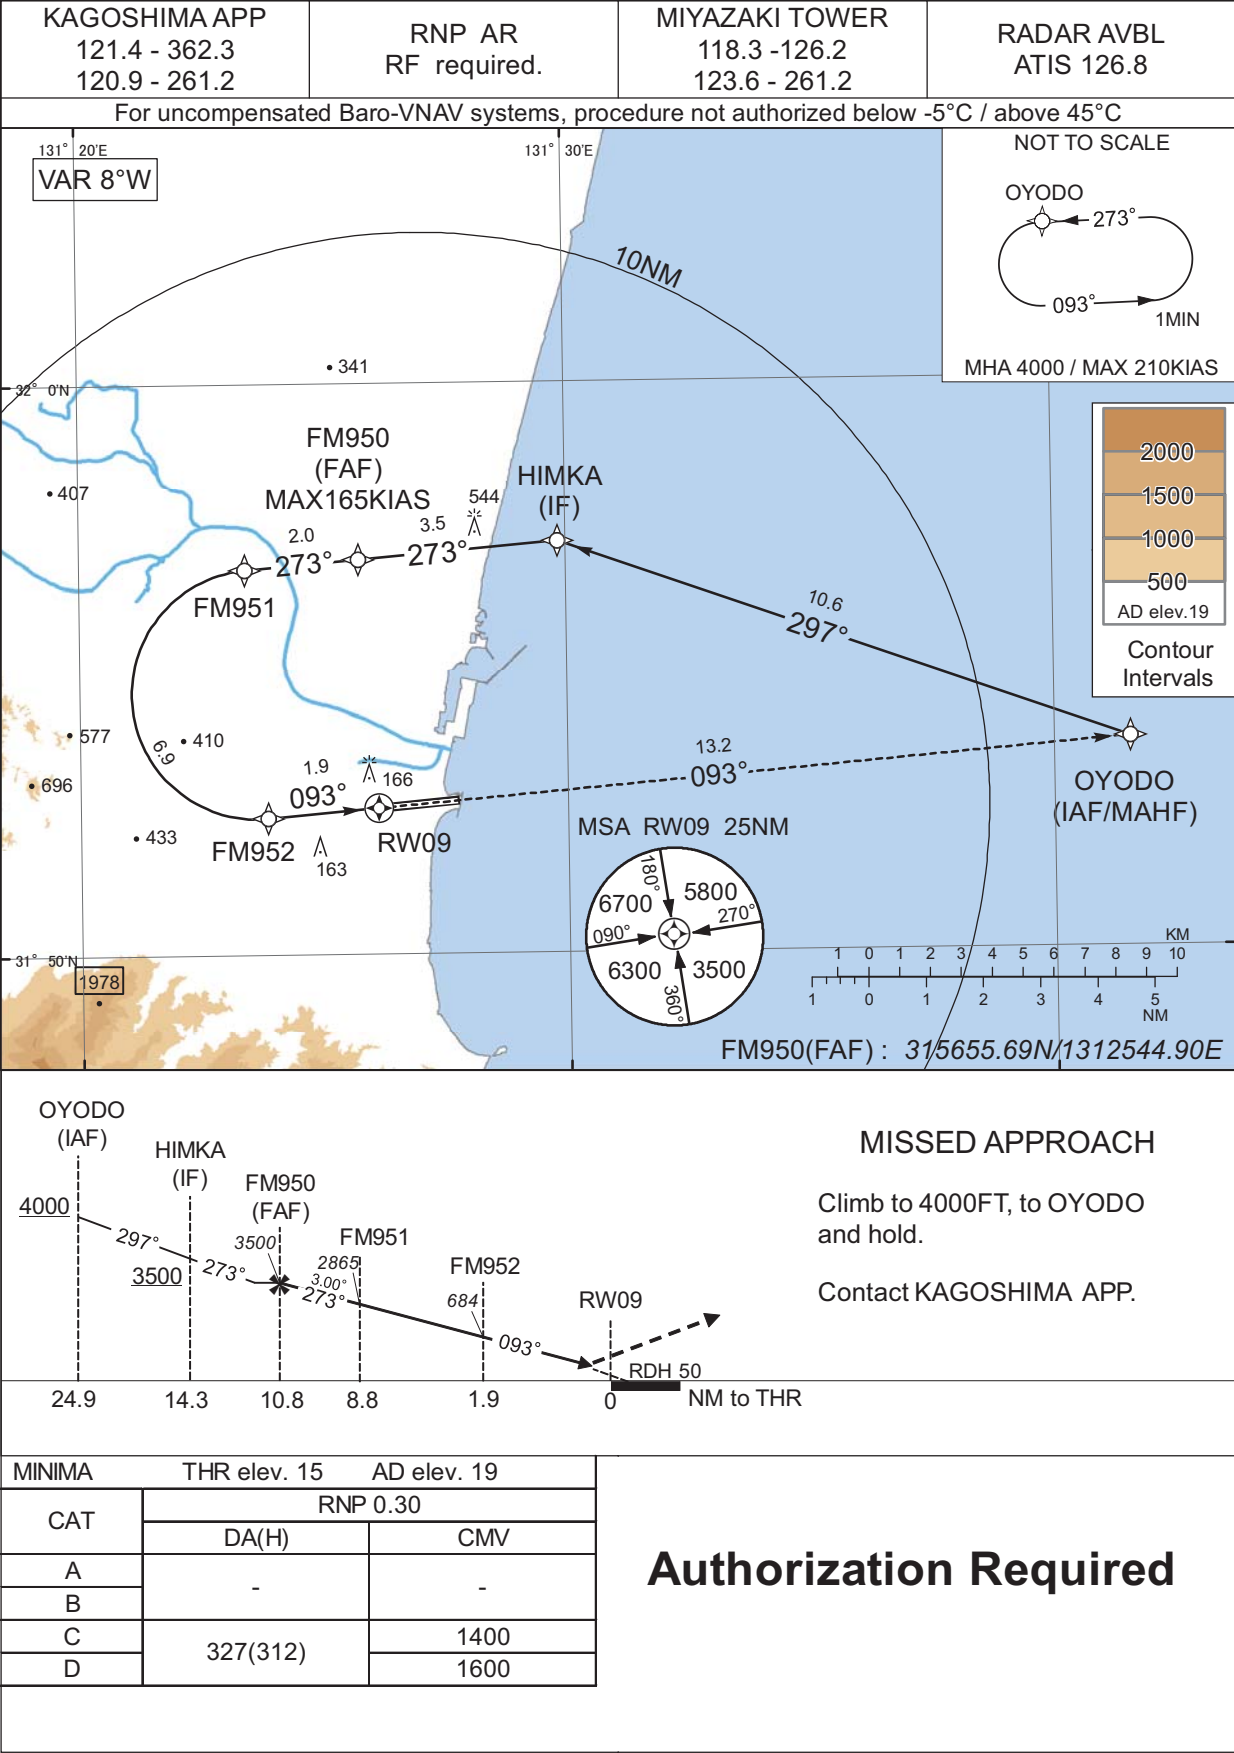 KAGOSHIMA APP
121.4 - 362.3
120.9 - 261.2
RNP AR
RF required.
MIYAZAKI TOWER
118.3 -126.2
123.6 - 261.2
RADAR AVBL
ATIS 126.8
For uncompensated Baro-VNAV systems, procedure not authorized below -5°C / above 45°C
131° 20'E
131° 30'E
VAR 8°W
NOT TO SCALE
OYODO
273°
093°
1MIN
MHA 4000 / MAX 210KIAS
10NM
341
32° 0'N
FM950
(FAF)
MAX165KIAS
HIMKA
(IF)
407
544
2.0
273°
3.5
273°
FM951
2000
1500
1000
500
AD elev.19
Contour
Intervals
10.6
297°
577
410
6.9
696
1.9
093°
166
13.2
093°
OYODO
(IAF/MAHF)
433
FM952
163
RW09
MSA RW09 25NM
180°
6700
5800
270°
090°
6300
3500
360°
31° 50'N
1978
KM
1 0 1 2 3 4 5 6 7 8 9 10
1 0 1 2 3 4 5
NM
FM950(FAF) : 315655.69N/1312544.90E
OYODO
(IAF)
HIMKA
(IF)
FM950
(FAF)
FM951
FM952
RW09
4000
297°
3500
273°
3500
2865
3.00°
273°
684
093°
RDH 50
24.9
14.3
10.8
8.8
1.9
0
NM to THR
MISSED APPROACH
Climb to 4000FT, to OYODO
and hold.
Contact KAGOSHIMA APP.
MINIMA THR elev. 15 AD elev. 19
CAT
RNP 0.30
DA(H) CMV
A
B
- -
C
D
327(312)
1400
1600
Authorization Required